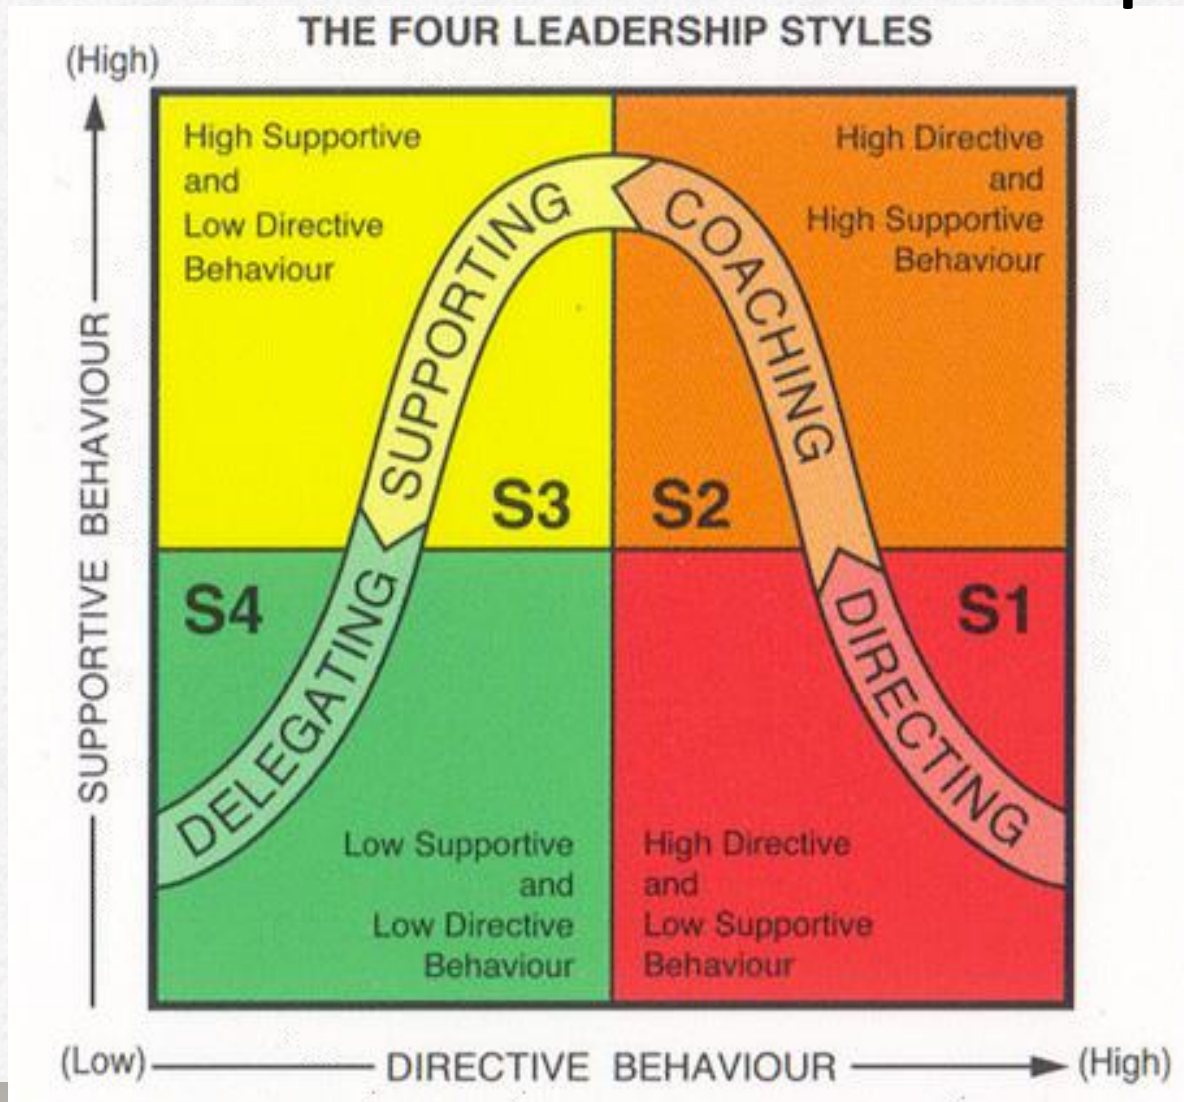 THE FOUR LEADERSHIP STYLES
(High)
SUPPORTIVE BEHAVIOUR
High Supportive
and
Low Directive
Behaviour
SUPPORTING
S3
High Directive
and
High Supportive
Behaviour
COACHING
S2
S4
DELEGATING
Low Supportive
and
Low Directive
Behaviour
S1
DIRECTING
High Directive
and
Low Supportive
Behaviour
(Low)
DIRECTIVE BEHAVIOUR
(High)